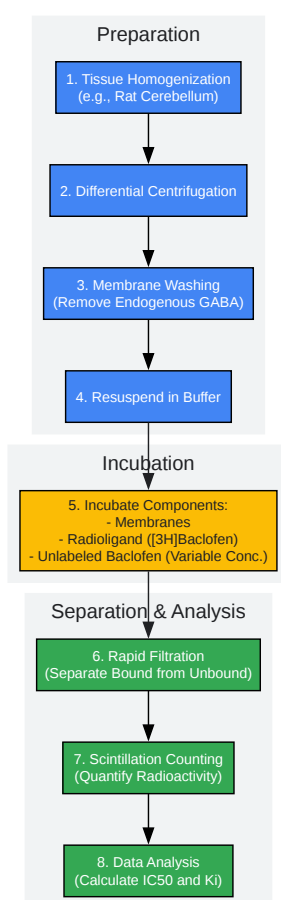 Preparation
1. Tissue Homogenization
(e.g., Rat Cerebellum)
2. Differential Centrifugation
3. Membrane Washing
(Remove Endogenous GABA)
4. Resuspend in Buffer
Incubation
5. Incubate Components:
- Membranes
- Radioligand ([3H]Baclofen)
- Unlabeled Baclofen (Variable Conc.)
Separation & Analysis
6. Rapid Filtration
(Separate Bound from Unbound)
7. Scintillation Counting
(Quantify Radioactivity)
8. Data Analysis
(Calculate IC50 and Ki)